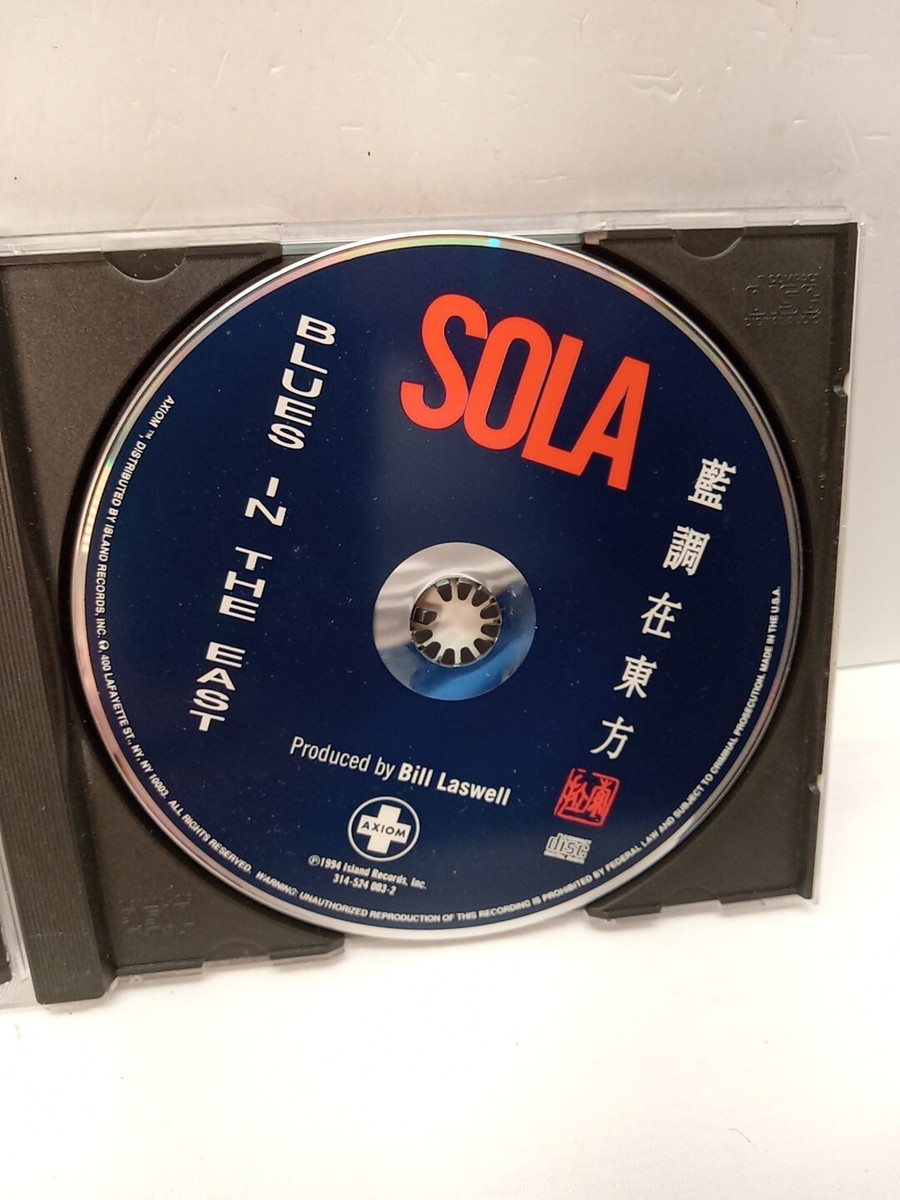 SOLA
BLUES IN THE EAST
藍調在東方
Produced by Bill Laswell
AXIOM
℗1994 Island Records, Inc.
314-524 003-2
disc
AXIOM™, DISTRIBUTED BY ISLAND RECORDS, INC. 400 LAFAYETTE ST., NY, NY 10003. ALL RIGHTS RESERVED. WARNING: UNAUTHORIZED REPRODUCTION OF THIS RECORDING IS PROHIBITED BY FEDERAL LAW AND SUBJECT TO CRIMINAL PROSECUTION. MADE IN THE U.S.A.